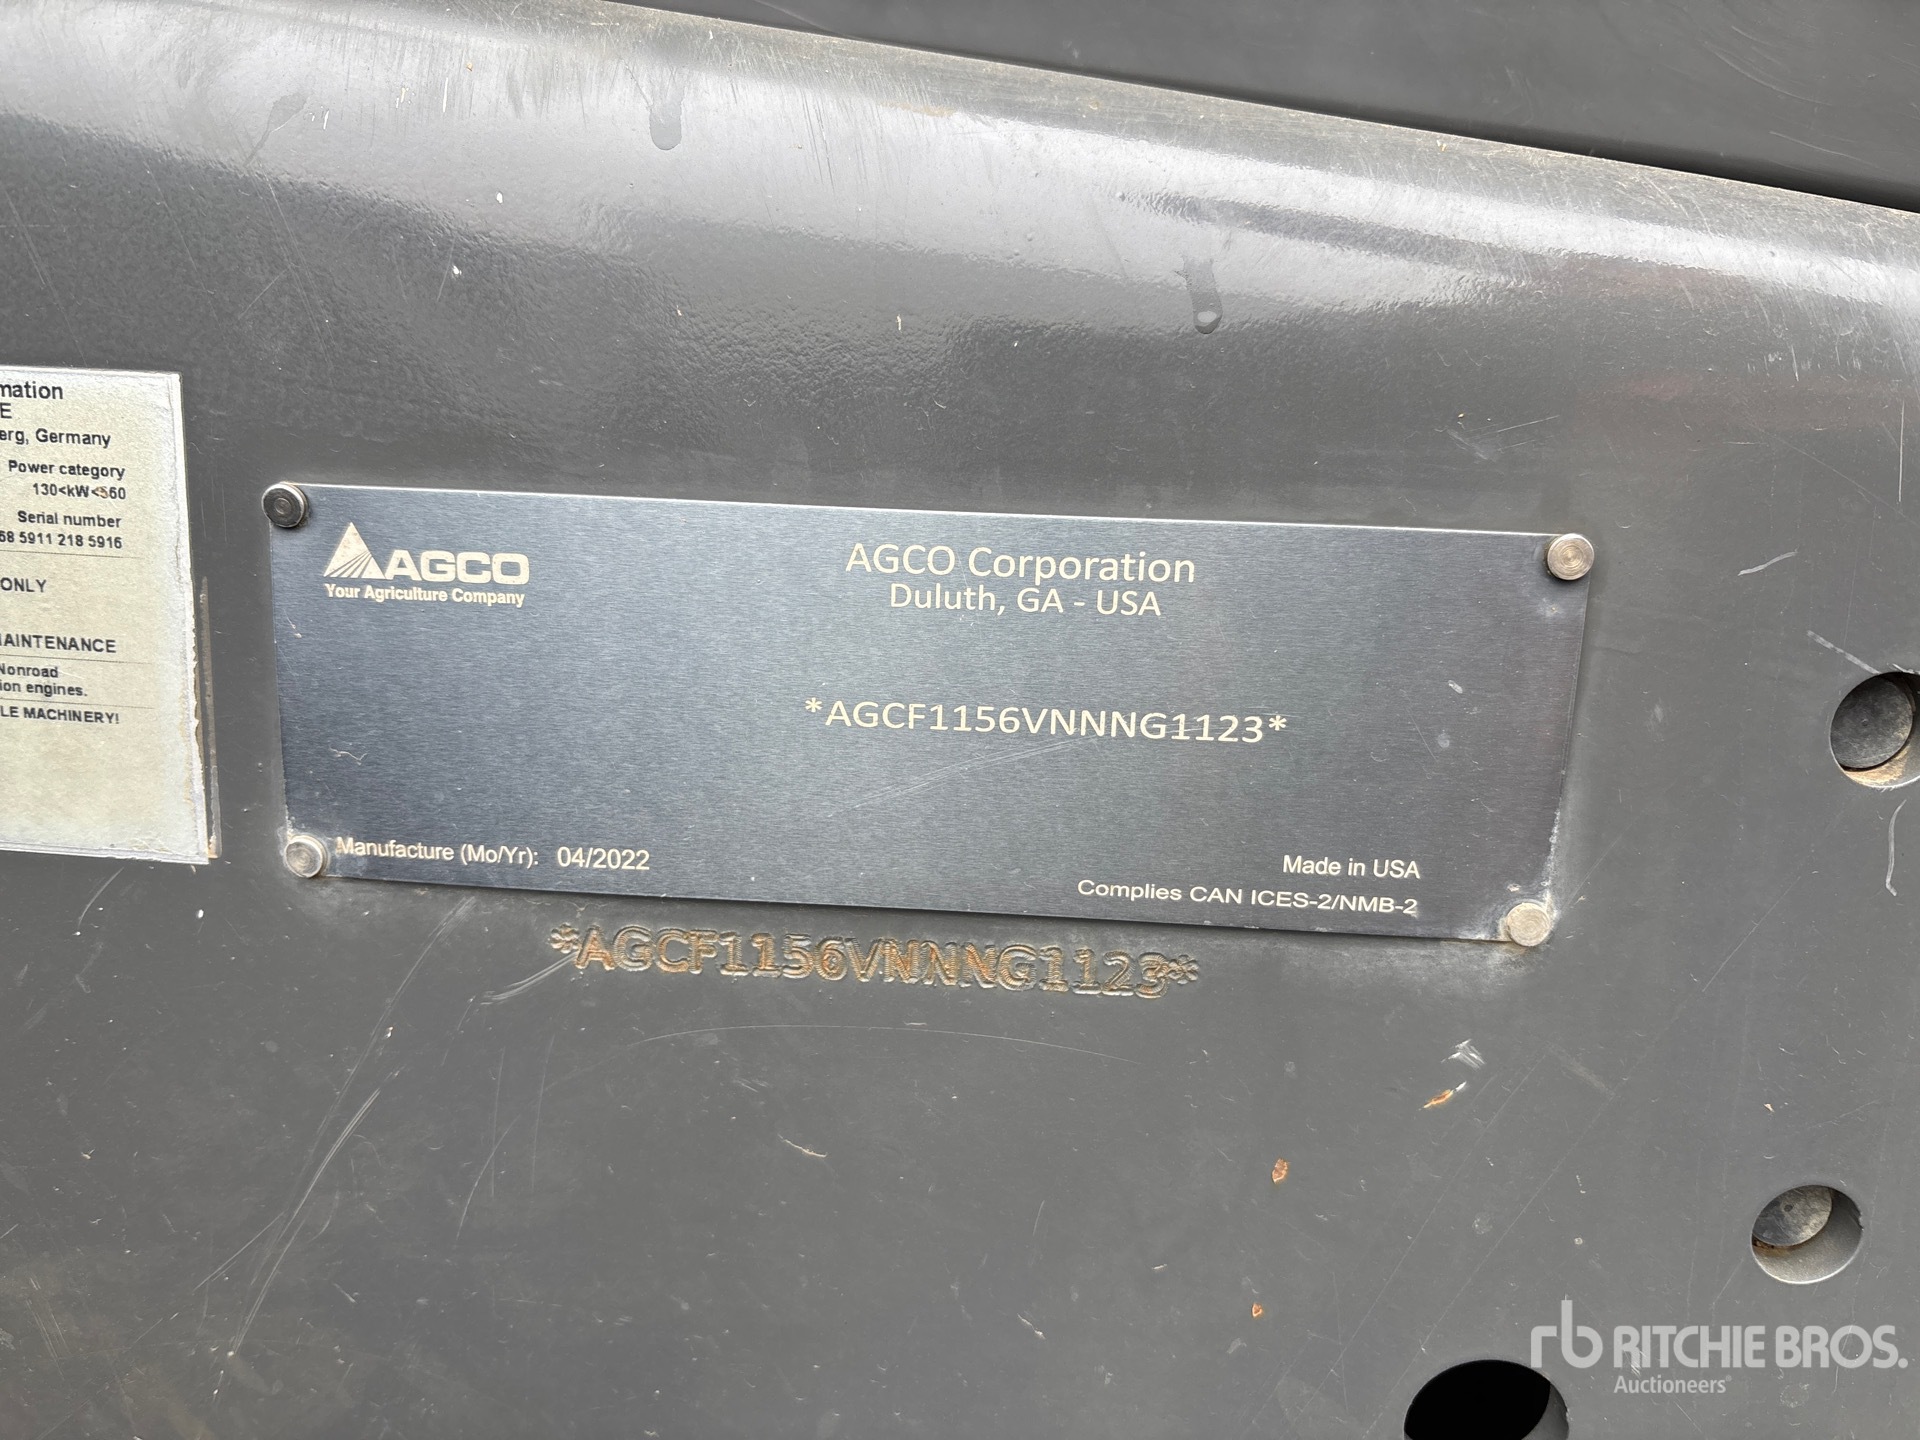 mation
E
erg, Germany
Power category
130<kW<560
Serial number
68 5911 218 5916
ONLY
MAINTENANCE
Nonroad
ion engines.
LE MACHINERY!
AGCO
Your Agriculture Company
AGCO Corporation
Duluth, GA - USA
*AGCF1156VNNNG1123*
Manufacture (Mo/Yr): 04/2022
Made in USA
Complies CAN ICES-2/NMB-2
*AGCF1156VNNNG1123*
rb RITCHIE BROS.
Auctioneers